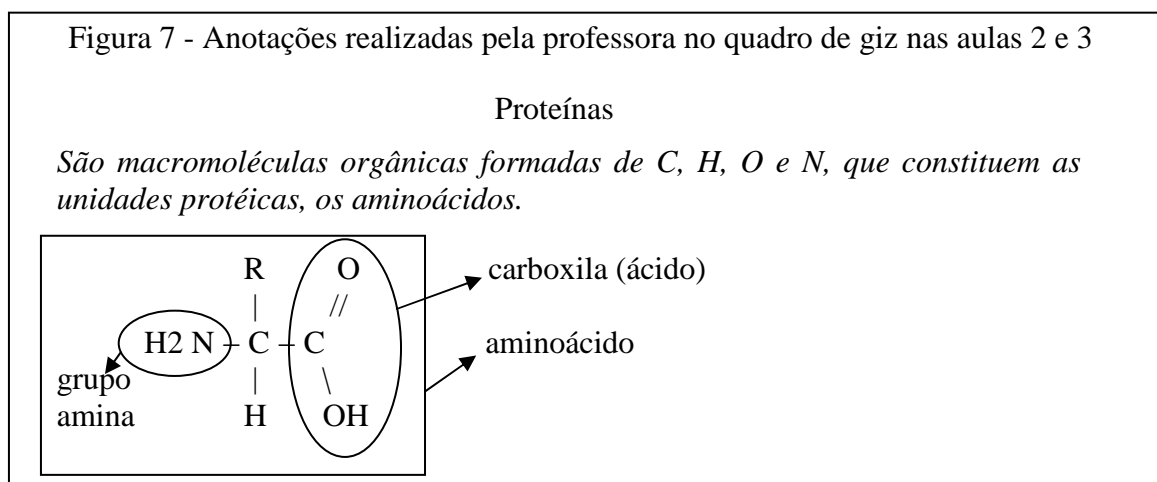 Figura 7 - Anotações realizadas pela professora no quadro de giz nas aulas 2 e 3
Proteínas
São macromoléculas orgânicas formadas de C, H, O e N, que constituem as
unidades protéicas, os aminoácidos.
R O carboxila (ácido)
| //
H2 N – C – C aminoácido
grupo | \
amina H OH